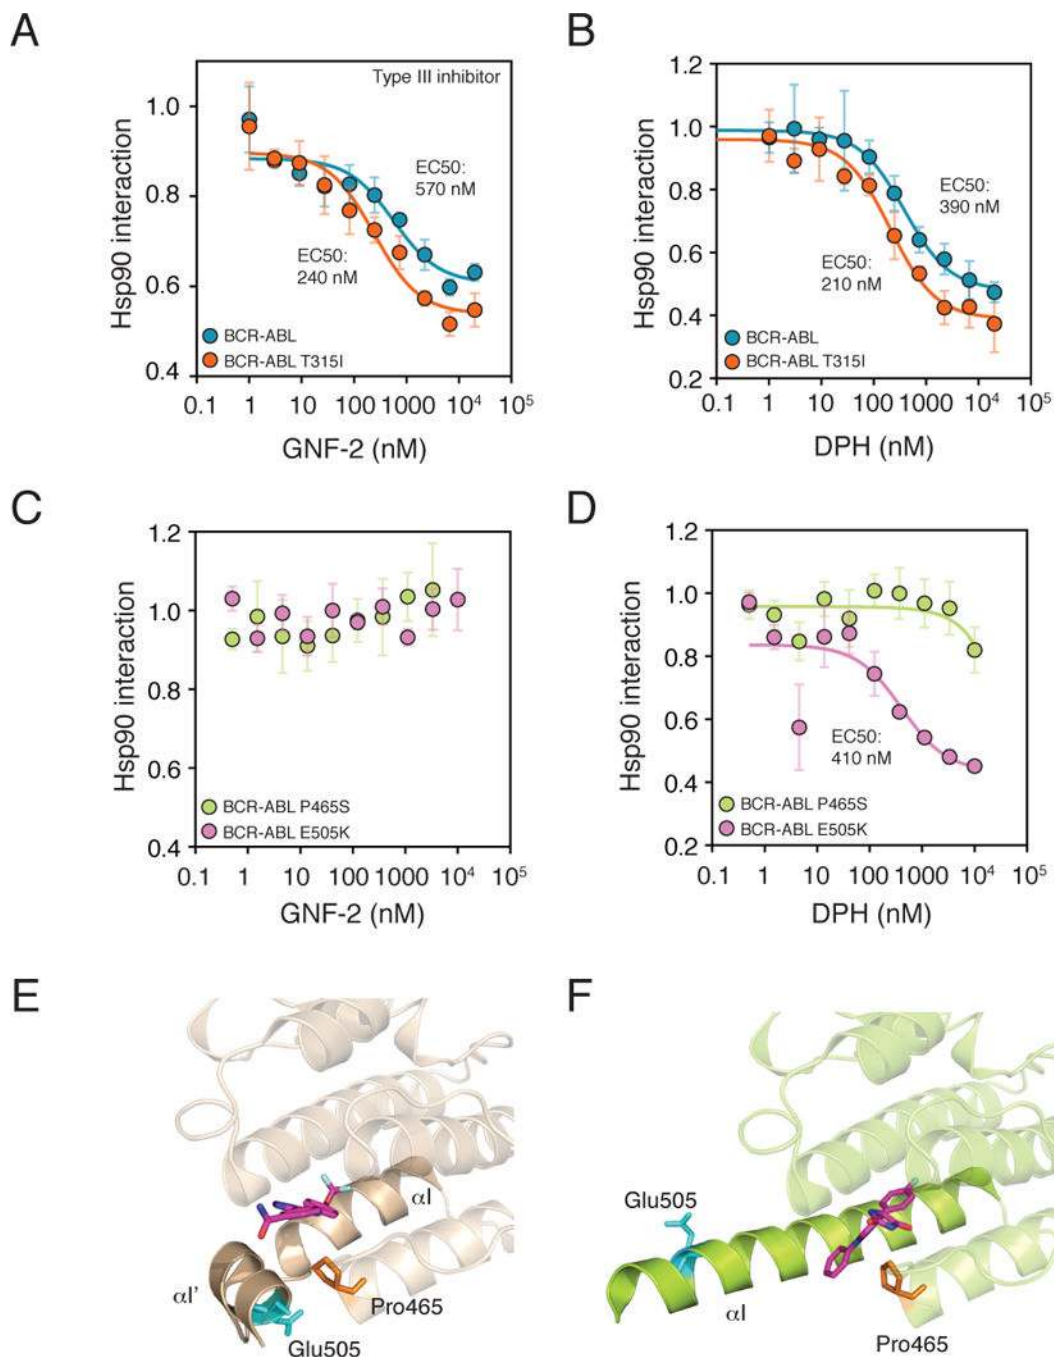 A
Type III inhibitor
Hsp90 interaction
1.0
0.8
0.6
0.4
EC50:
570 nM
EC50:
240 nM
BCR-ABL
BCR-ABL T315I
0.1 1 10 100 1000 10⁴ 10⁵
GNF-2 (nM)
B
Hsp90 interaction
1.2
1.0
0.8
0.6
0.4
0.2
EC50:
390 nM
EC50:
210 nM
BCR-ABL
BCR-ABL T315I
0.1 1 10 100 1000 10⁴ 10⁵
DPH (nM)
C
Hsp90 interaction
1.2
1.0
0.8
0.6
0.4
BCR-ABL P465S
BCR-ABL E505K
0.1 1 10 100 1000 10⁴ 10⁵
GNF-2 (nM)
D
Hsp90 interaction
1.2
1.0
0.8
0.6
0.4
0.2
EC50:
410 nM
BCR-ABL P465S
BCR-ABL E505K
0.1 1 10 100 1000 10⁴ 10⁵
DPH (nM)
E
αI
αI'
Pro465
Glu505
F
Glu505
αI
Pro465